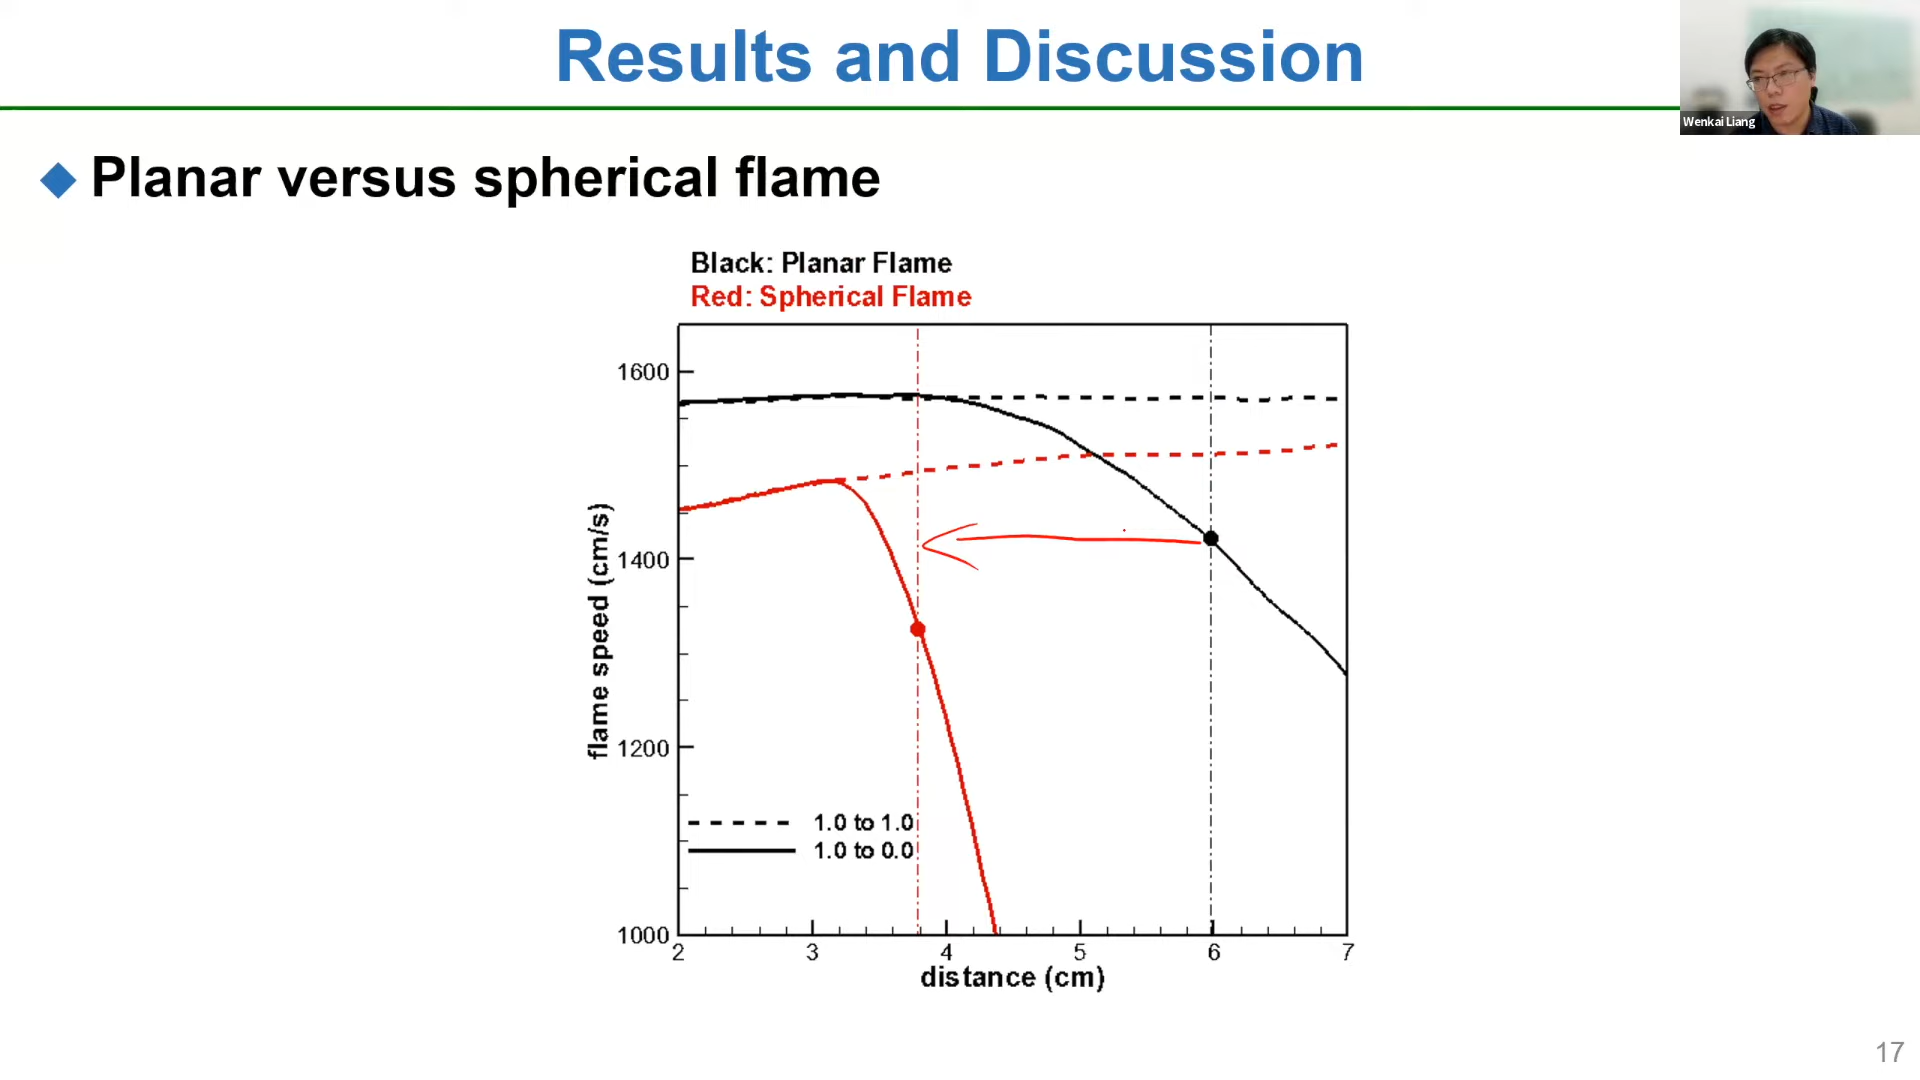 Results and Discussion
Wenkai Liang
Planar versus spherical flame
Black: Planar Flame
Red: Spherical Flame
1600
1400
1200
1000
flame speed (cm/s)
1.0 to 1.0
1.0 to 0.0
2 3 4 5 6 7
distance (cm)
17